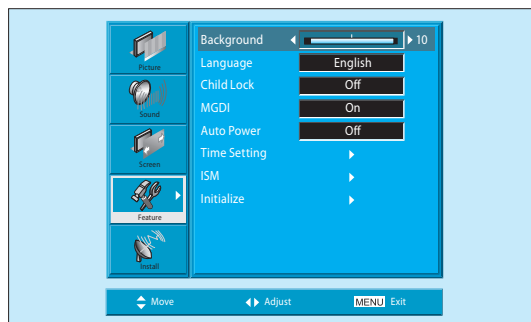 Picture
Sound
Screen
Feature
Install
Background 10
Language English
Child Lock Off
MGDI On
Auto Power Off
Time Setting
ISM
Initialize
Move Adjust MENU Exit